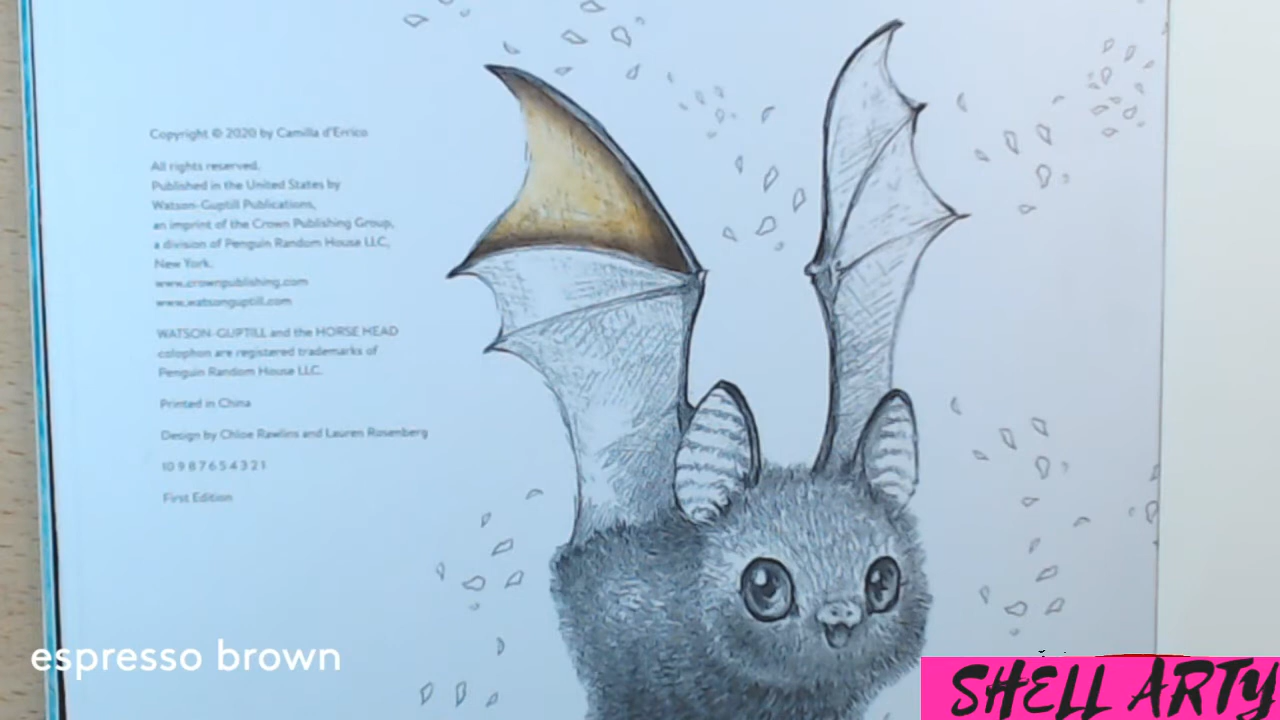 Copyright © 2020 by Camilla d'Errico
All rights reserved.
Published in the United States by
Watson-Guptill Publications,
an imprint of the Crown Publishing Group,
a division of Penguin Random House LLC,
New York.
www.crownpublishing.com
www.watsonguptill.com
WATSON-GUPTILL and the HORSE HEAD
colophon are registered trademarks of
Penguin Random House LLC.
Printed in China
Design by Chloe Rawlins and Lauren Rosenberg
10 9 8 7 6 5 4 3 2 1
First Edition
espresso brown
SHELL ARTY